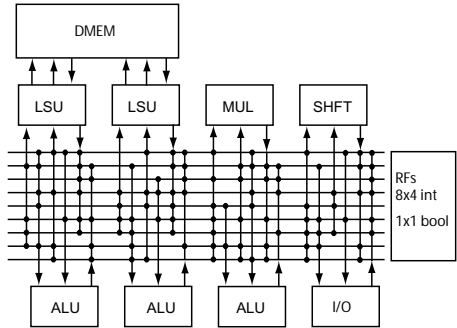 DMEM
LSU
LSU
MUL
SHFT
RFs
8x4 int
1x1 bool
ALU
ALU
ALU
I/O